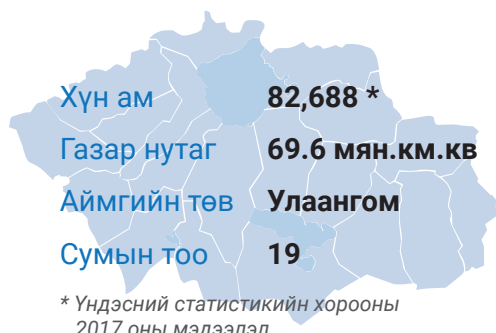 Хүн ам 82,688 *
Газар нутаг 69.6 мян.км.кв
Аймгийн төв Улаангом
Сумын тоо 19
* Үндэсний статистикийн хорооны
2017 оны мэдээлэл